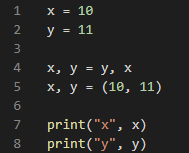 1 x = 10
2 y = 11
3
4 x, y = y, x
5 x, y = (10, 11)
6
7 print("x", x)
8 print("y", y)